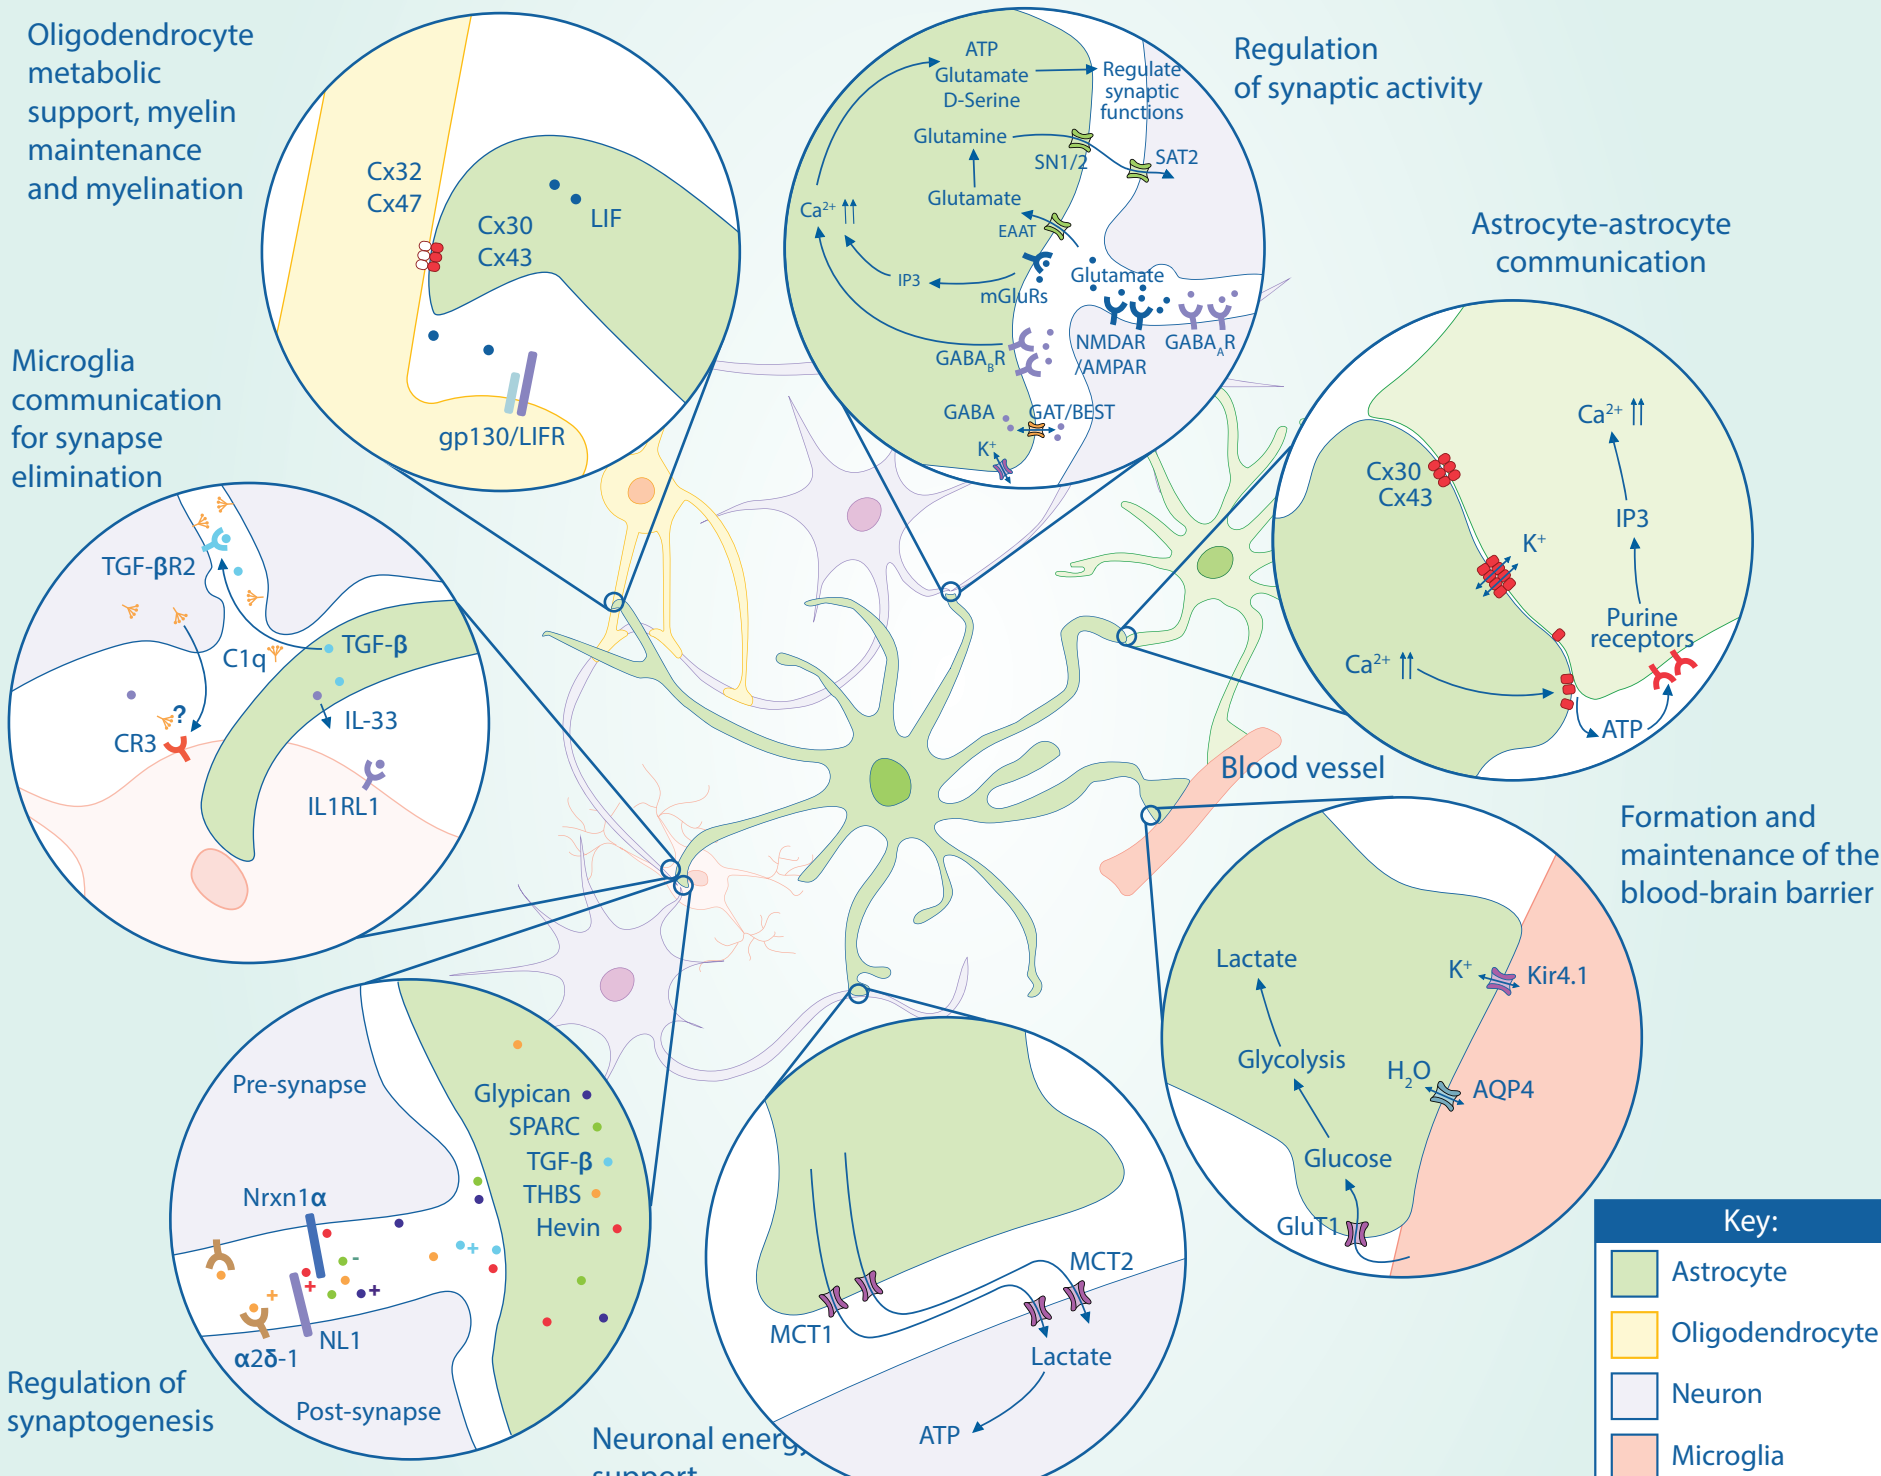 Oligodendrocyte
metabolic
support, myelin
maintenance
and myelination
Cx32
Cx47
Cx30
Cx43
LIF
gp130/LIFR
Regulation
of synaptic activity
ATP
Glutamate
D-Serine
Regulate
synaptic
functions
Glutamine
SN1/2
SAT2
Glutamate
Ca²⁺
EAAT
IP3
mGluRs
Glutamate
GABA_BR
NMDAR
/AMPAR
GABA_AR
GABA
GAT/BEST
K⁺
Astrocyte-astrocyte
communication
Cx30
Cx43
K⁺
Ca²⁺
IP3
Purine
receptors
Ca²⁺
ATP
Microglia
communication
for synapse
elimination
TGF-βR2
C1q
TGF-β
?
CR3
IL-33
IL1RL1
Blood vessel
Formation and
maintenance of the
blood-brain barrier
Lactate
K⁺
Kir4.1
Glycolysis
H₂O
AQP4
Glucose
GluT1
Pre-synapse
Glypican
SPARC
TGF-β
THBS
Hevin
Nrxn1α
+
-
+
+
+
NL1
α2δ-1
Post-synapse
Regulation of
synaptogenesis
MCT1
MCT2
Lactate
ATP
Neuronal energy
support
Key:
Astrocyte
Oligodendrocyte
Neuron
Microglia